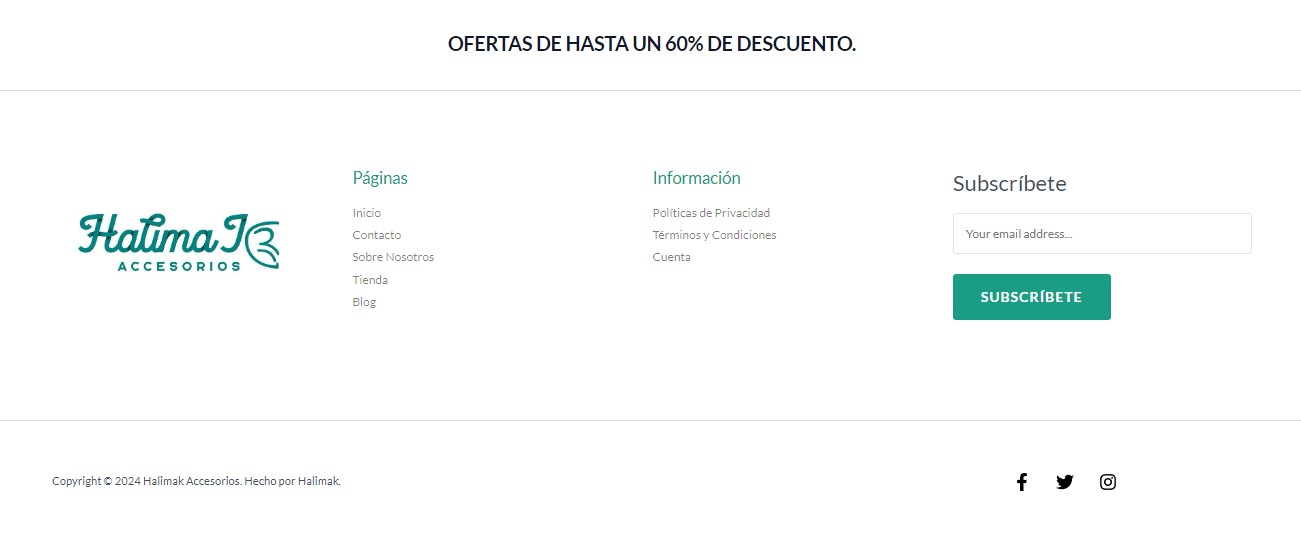 OFERTAS DE HASTA UN 60% DE DESCUENTO.
Halimak
ACCESORIOS
Páginas
Inicio
Contacto
Sobre Nosotros
Tienda
Blog
Información
Políticas de Privacidad
Términos y Condiciones
Cuenta
Subscríbete
Your email address...
SUBSCRÍBETE
Copyright © 2024 Halimak Accesorios. Hecho por Halimak.